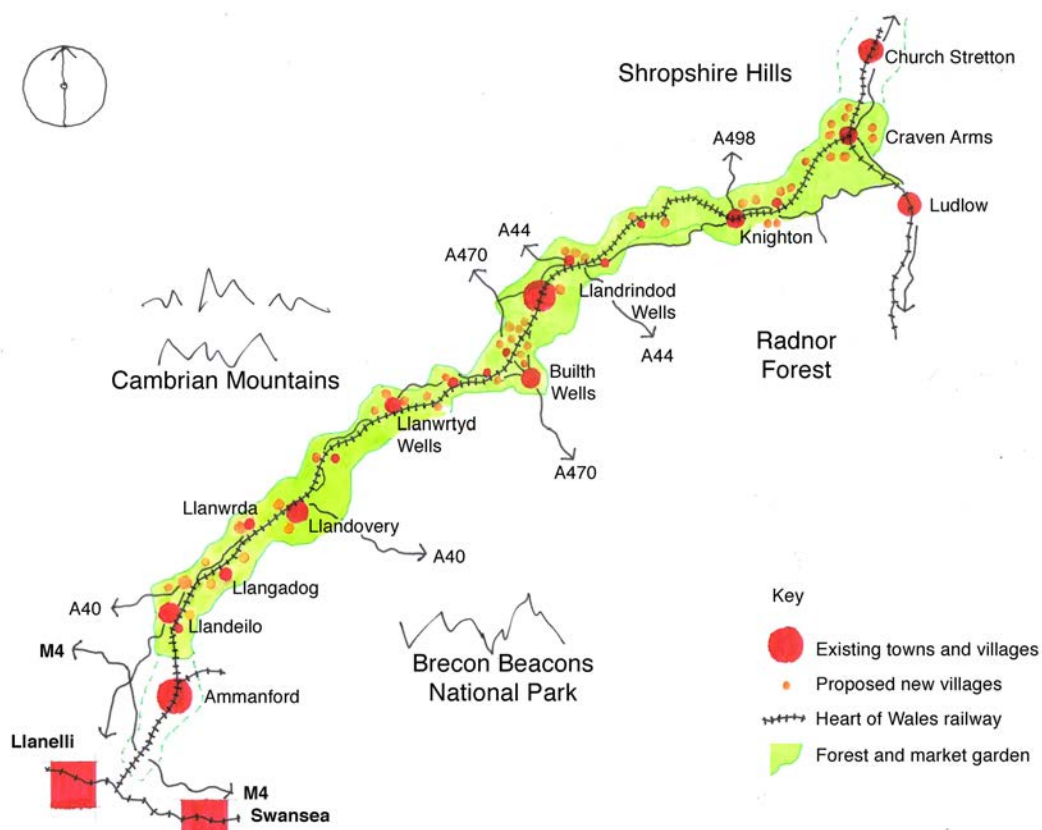 Church Stretton
Shropshire Hills
Craven Arms
A498
Ludlow
Knighton
A44
A470
Llandrindod
Wells
A44
Radnor
Forest
Cambrian Mountains
Builth
Wells
Llanwrtyd
Wells
A470
Llanwrda
Llandovery
A40
Llangadog
A40
Llandeilo
M4
Brecon Beacons
National Park
Ammanford
Llanelli
M4
Swansea
Key
Existing towns and villages
Proposed new villages
Heart of Wales railway
Forest and market garden